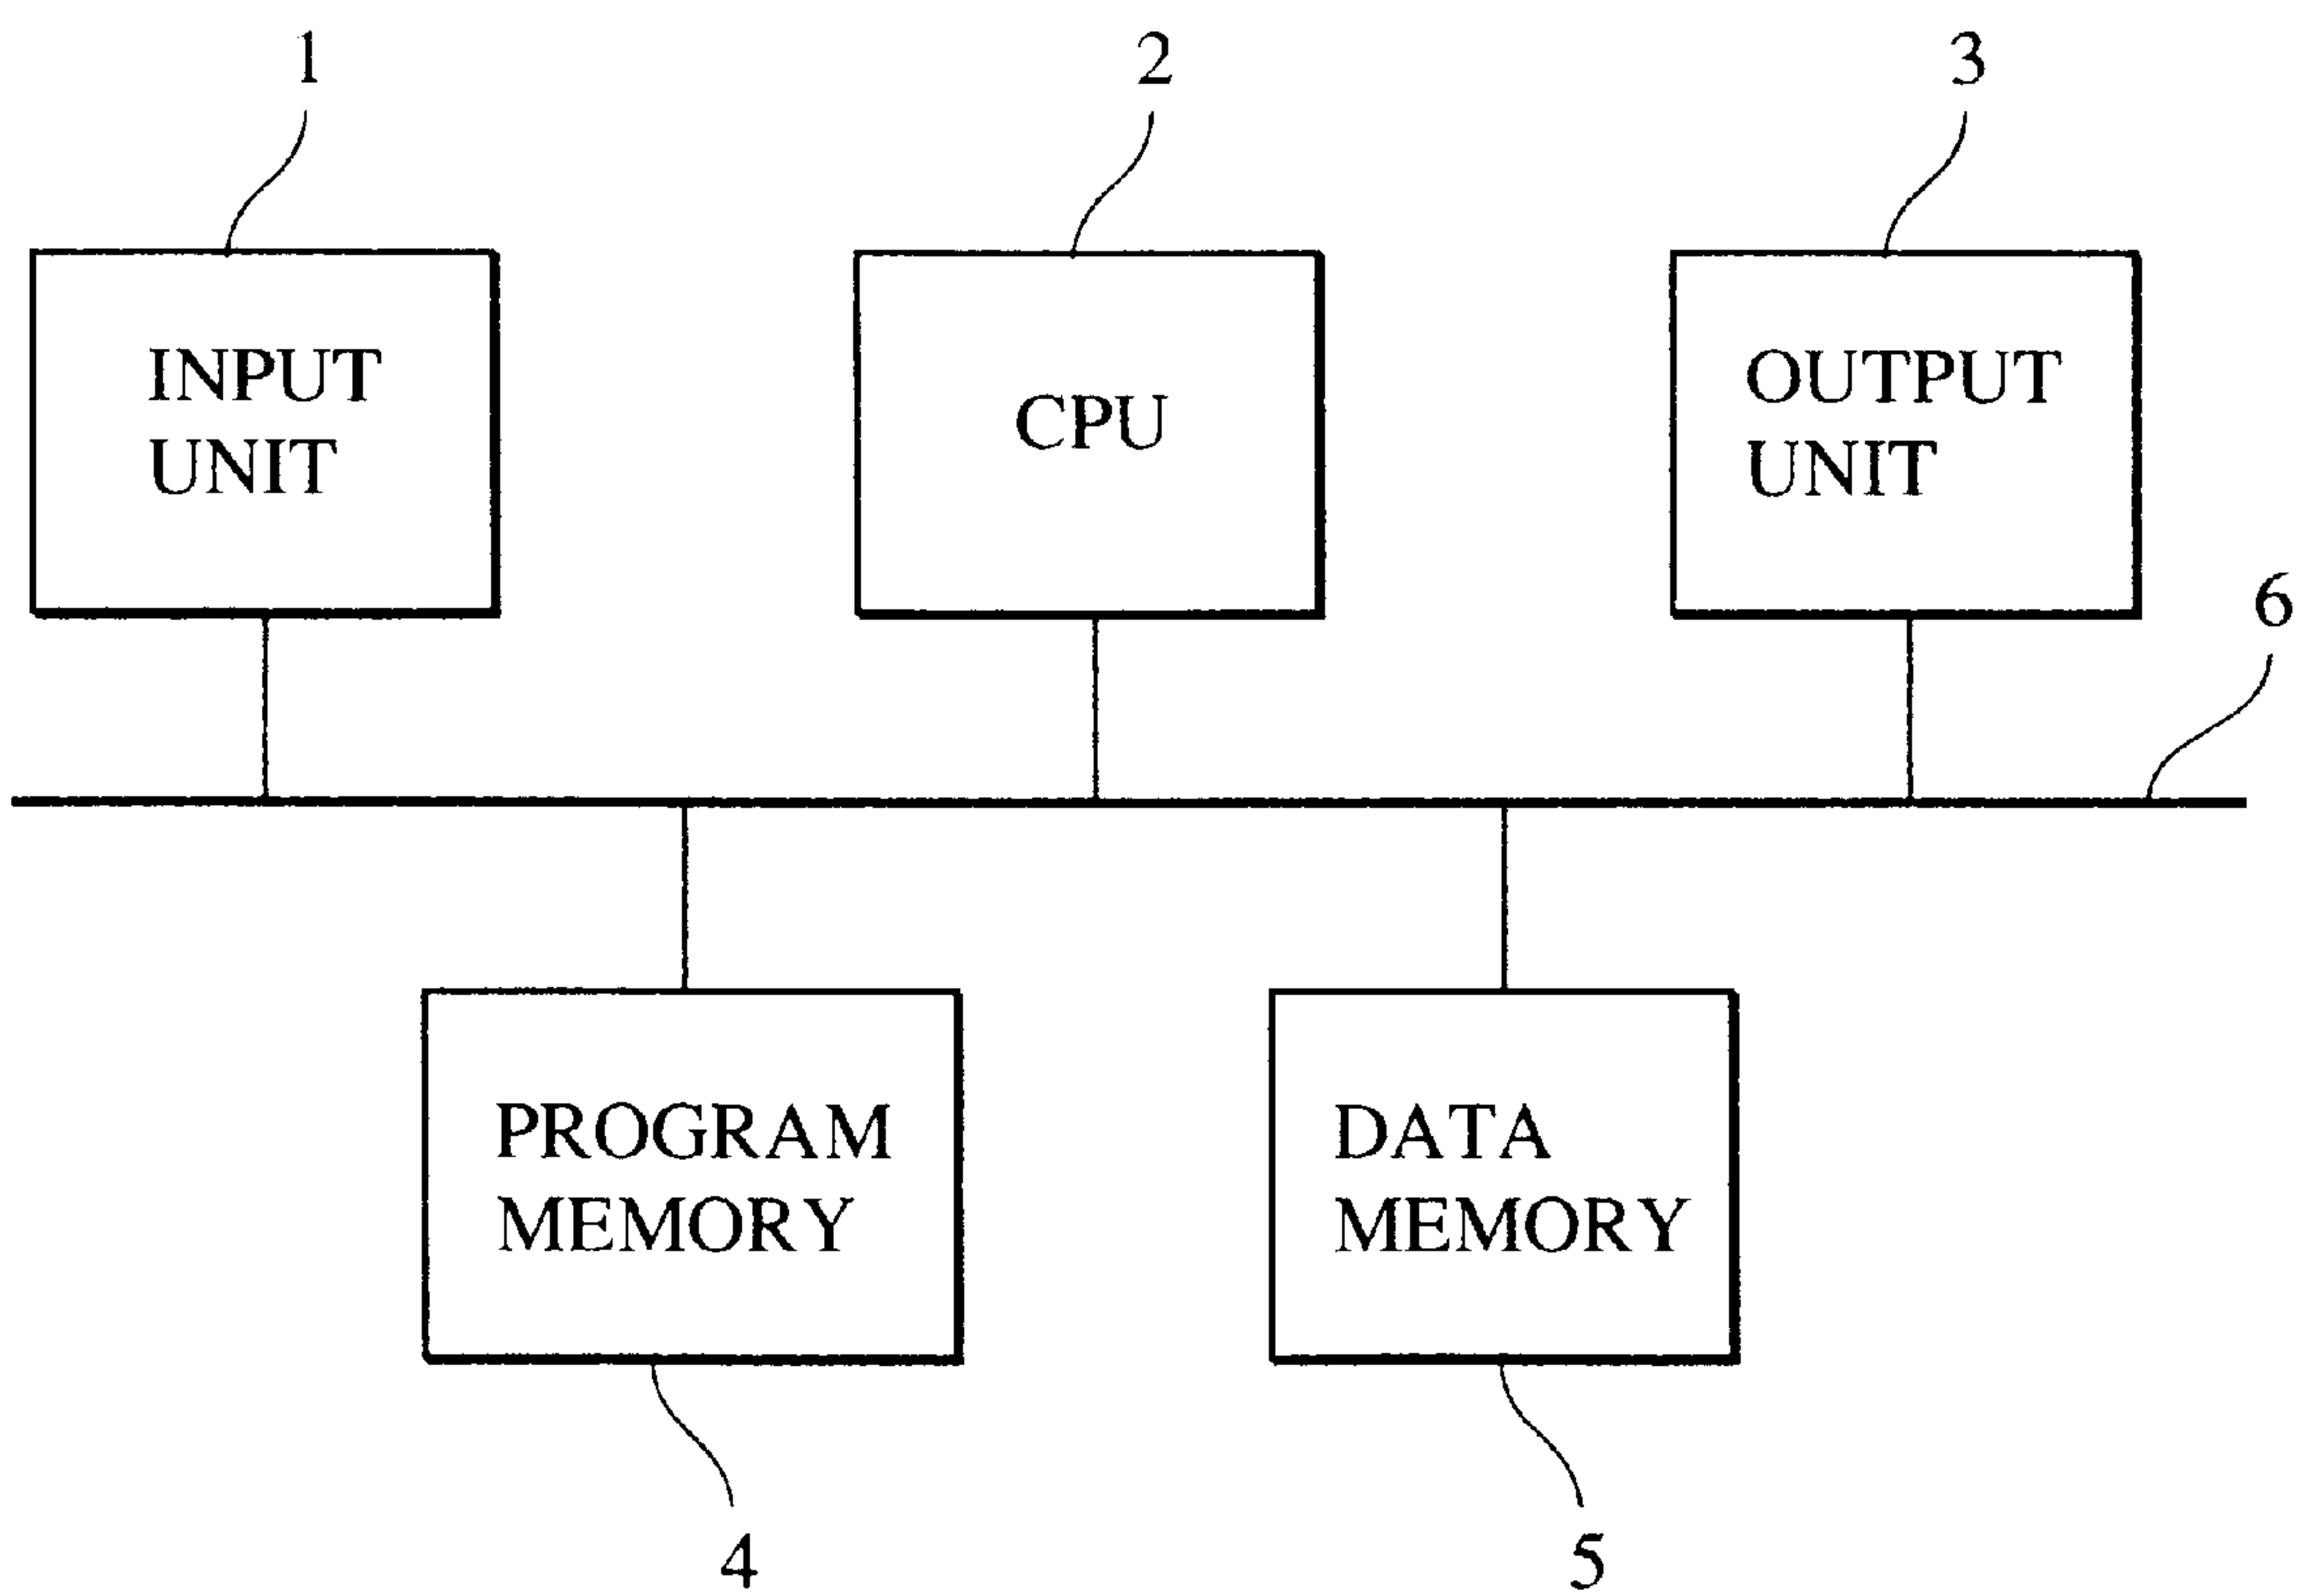 1
2
3
INPUT
UNIT
CPU
OUTPUT
UNIT
6
PROGRAM
MEMORY
DATA
MEMORY
4
5